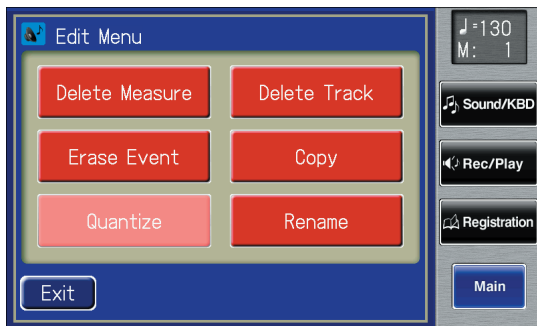 Edit Menu
Delete Measure
Delete Track
Erase Event
Copy
Quantize
Rename
Exit
♩=130
M: 1
Sound/KBD
Rec/Play
Registration
Main